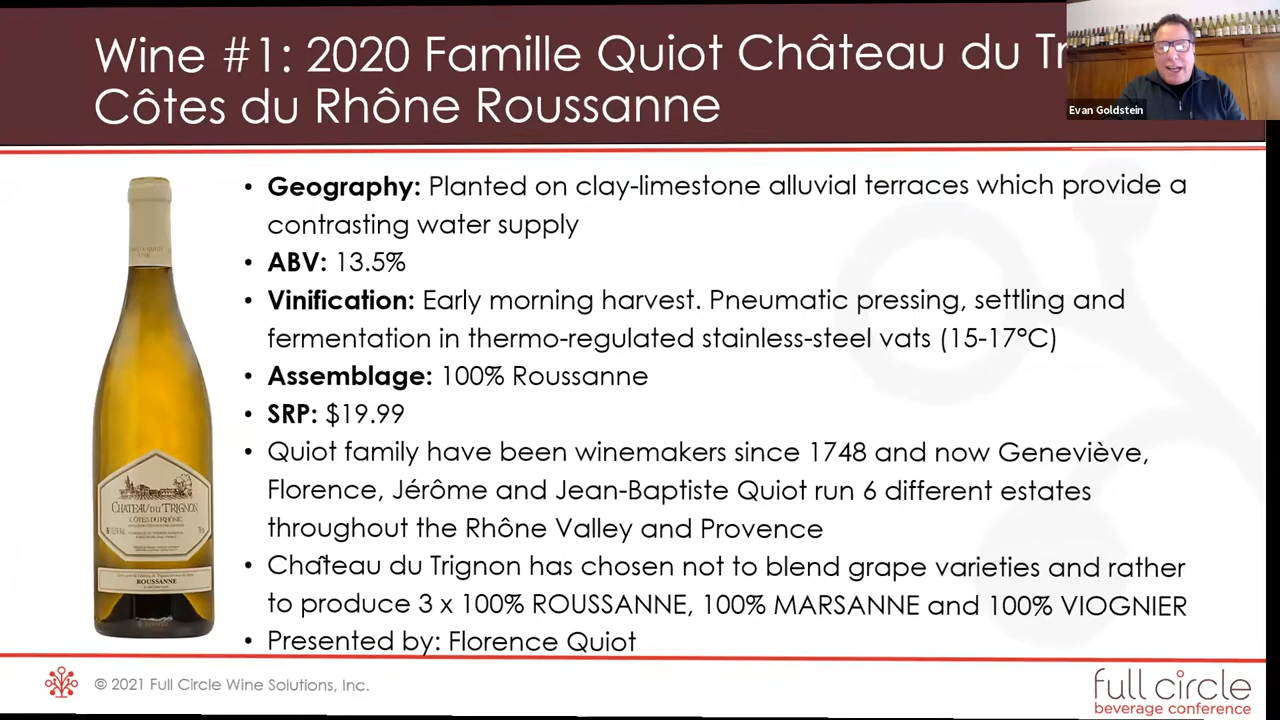 Wine #1: 2020 Famille Quiot Château du Tr
Côtes du Rhône Roussanne
Evan Goldstein
• Geography: Planted on clay-limestone alluvial terraces which provide a
contrasting water supply
• ABV: 13.5%
• Vinification: Early morning harvest. Pneumatic pressing, settling and
fermentation in thermo-regulated stainless-steel vats (15-17°C)
• Assemblage: 100% Roussanne
• SRP: $19.99
• Quiot family have been winemakers since 1748 and now Geneviève,
Florence, Jérôme and Jean-Baptiste Quiot run 6 different estates
throughout the Rhône Valley and Provence
• Château du Trignon has chosen not to blend grape varieties and rather
to produce 3 x 100% ROUSSANNE, 100% MARSANNE and 100% VIOGNIER
• Presented by: Florence Quiot
CHATEAU DU TRIGNON
CÔTES DU RHÔNE
ROUSSANNE
© 2021 Full Circle Wine Solutions, Inc.
full circle
beverage conference